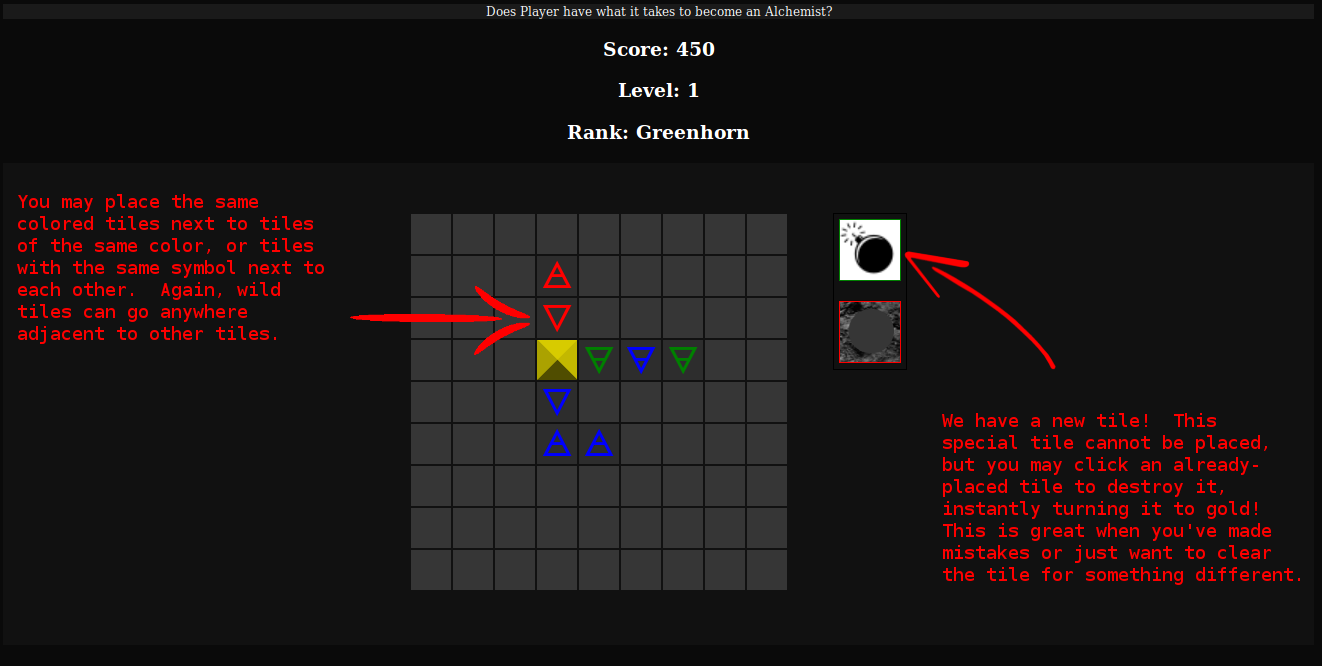 Does Player have what it takes to become an Alchemist?
Score: 450
Level: 1
Rank: Greenhorn
You may place the same
colored tiles next to tiles
of the same color, or tiles
with the same symbol next to
each other.  Again, wild
tiles can go anywhere
adjacent to other tiles.
We have a new tile!  This
special tile cannot be placed,
but you may click an already-
placed tile to destroy it,
instantly turning it to gold!
This is great when you've made
mistakes or just want to clear
the tile for something different.